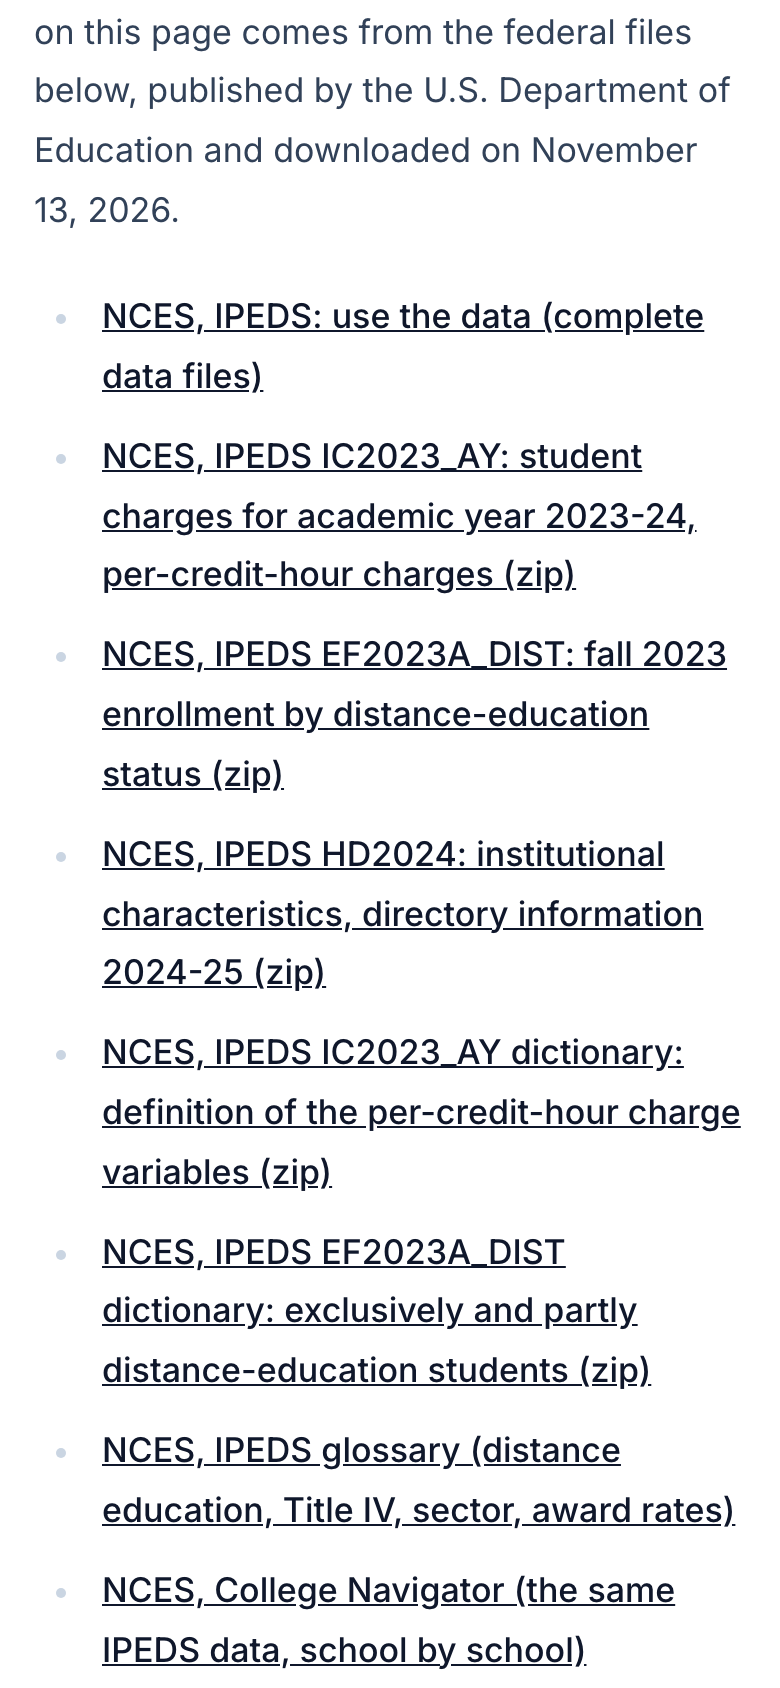 on this page comes from the federal files
below, published by the U.S. Department of
Education and downloaded on November
13, 2026.
NCES, IPEDS: use the data (complete
data files)
NCES, IPEDS IC2023_AY: student
charges for academic year 2023-24,
per-credit-hour charges (zip)
NCES, IPEDS EF2023A_DIST: fall 2023
enrollment by distance-education
status (zip)
NCES, IPEDS HD2024: institutional
characteristics, directory information
2024-25 (zip)
NCES, IPEDS IC2023_AY dictionary:
definition of the per-credit-hour charge
variables (zip)
NCES, IPEDS EF2023A_DIST
dictionary: exclusively and partly
distance-education students (zip)
NCES, IPEDS glossary (distance
education, Title IV, sector, award rates)
NCES, College Navigator (the same
IPEDS data, school by school)